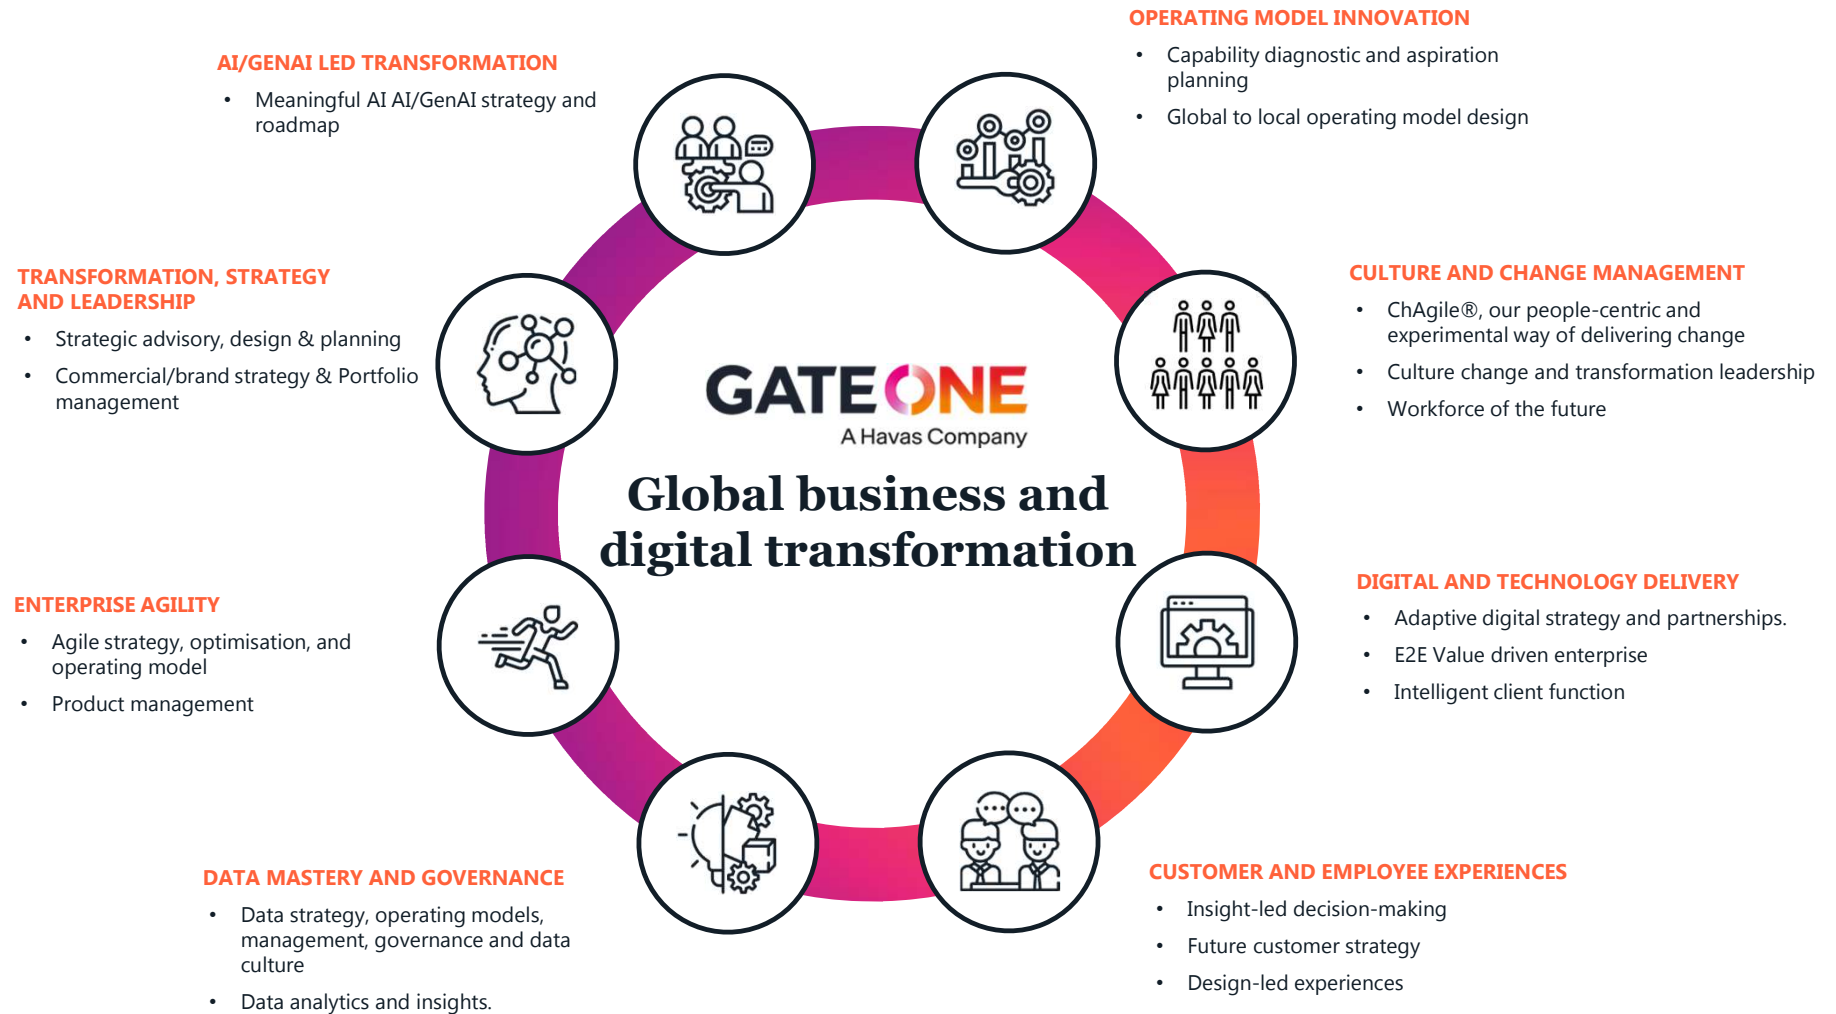 OPERATING MODEL INNOVATION
• Capability diagnostic and aspiration
planning
• Global to local operating model design
AI/GENAI LED TRANSFORMATION
• Meaningful AI AI/GenAI strategy and
roadmap
TRANSFORMATION, STRATEGY
AND LEADERSHIP
• Strategic advisory, design & planning
• Commercial/brand strategy & Portfolio
management
CULTURE AND CHANGE MANAGEMENT
• ChAgile®, our people-centric and
experimental way of delivering change
• Culture change and transformation leadership
• Workforce of the future
GATEONE
A Havas Company
Global business and
digital transformation
ENTERPRISE AGILITY
• Agile strategy, optimisation, and
operating model
• Product management
DIGITAL AND TECHNOLOGY DELIVERY
• Adaptive digital strategy and partnerships.
• E2E Value driven enterprise
• Intelligent client function
DATA MASTERY AND GOVERNANCE
• Data strategy, operating models,
management, governance and data
culture
• Data analytics and insights.
CUSTOMER AND EMPLOYEE EXPERIENCES
• Insight-led decision-making
• Future customer strategy
• Design-led experiences